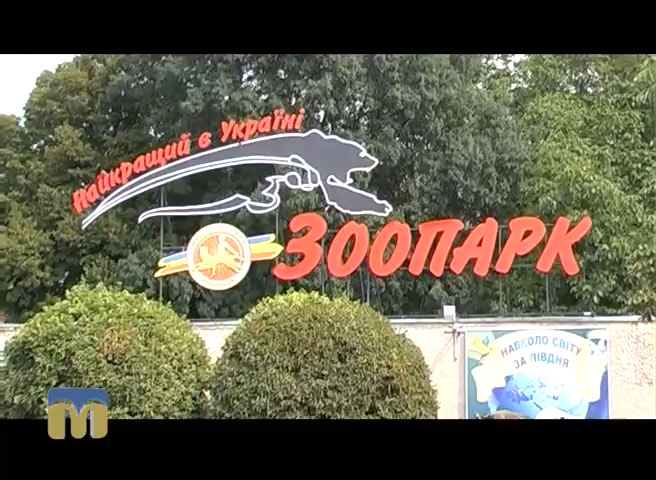 Найкращий в Україні
ЗООПАРК
НАВКОЛО СВІТУ
ЗА ПІВДНЯ
М